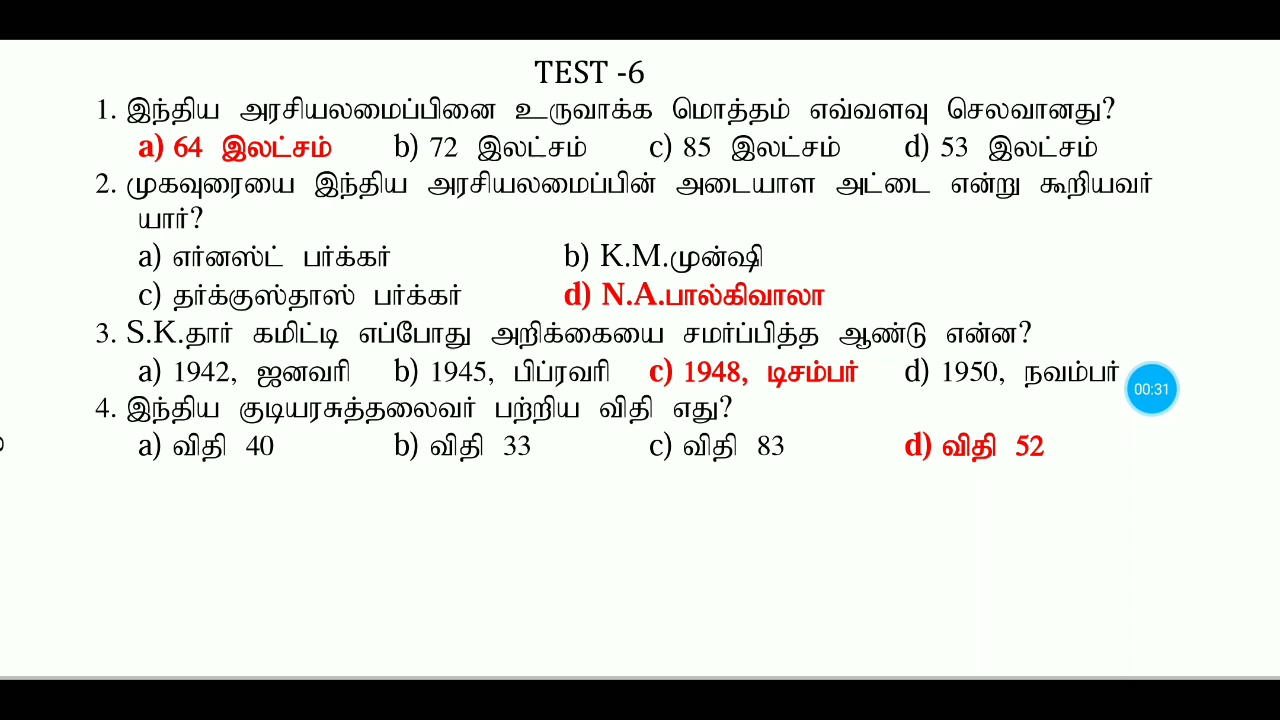 TEST -6
1. இந்திய அரசியலமைப்பினை உருவாக்க மொத்தம் எவ்வளவு செலவானது?
a) 64 இலட்சம் b) 72 இலட்சம் c) 85 இலட்சம் d) 53 இலட்சம்
2. முகவுரையை இந்திய அரசியலமைப்பின் அடையாள அட்டை என்று கூறியவர்
யார்?
a) எர்னஸ்ட் பர்க்கர் b) K.M.முன்ஷி
c) தர்க்குஸ்தாஸ் பர்க்கர் d) N.A.பால்கிவாலா
3. S.K.தார் கமிட்டி எப்போது அறிக்கையை சமர்ப்பித்த ஆண்டு என்ன?
a) 1942, ஜனவரி b) 1945, பிப்ரவரி c) 1948, டிசம்பர் d) 1950, நவம்பர்
00:31
4. இந்திய குடியரசுத்தலைவர் பற்றிய விதி எது?
a) விதி 40 b) விதி 33 c) விதி 83 d) விதி 52